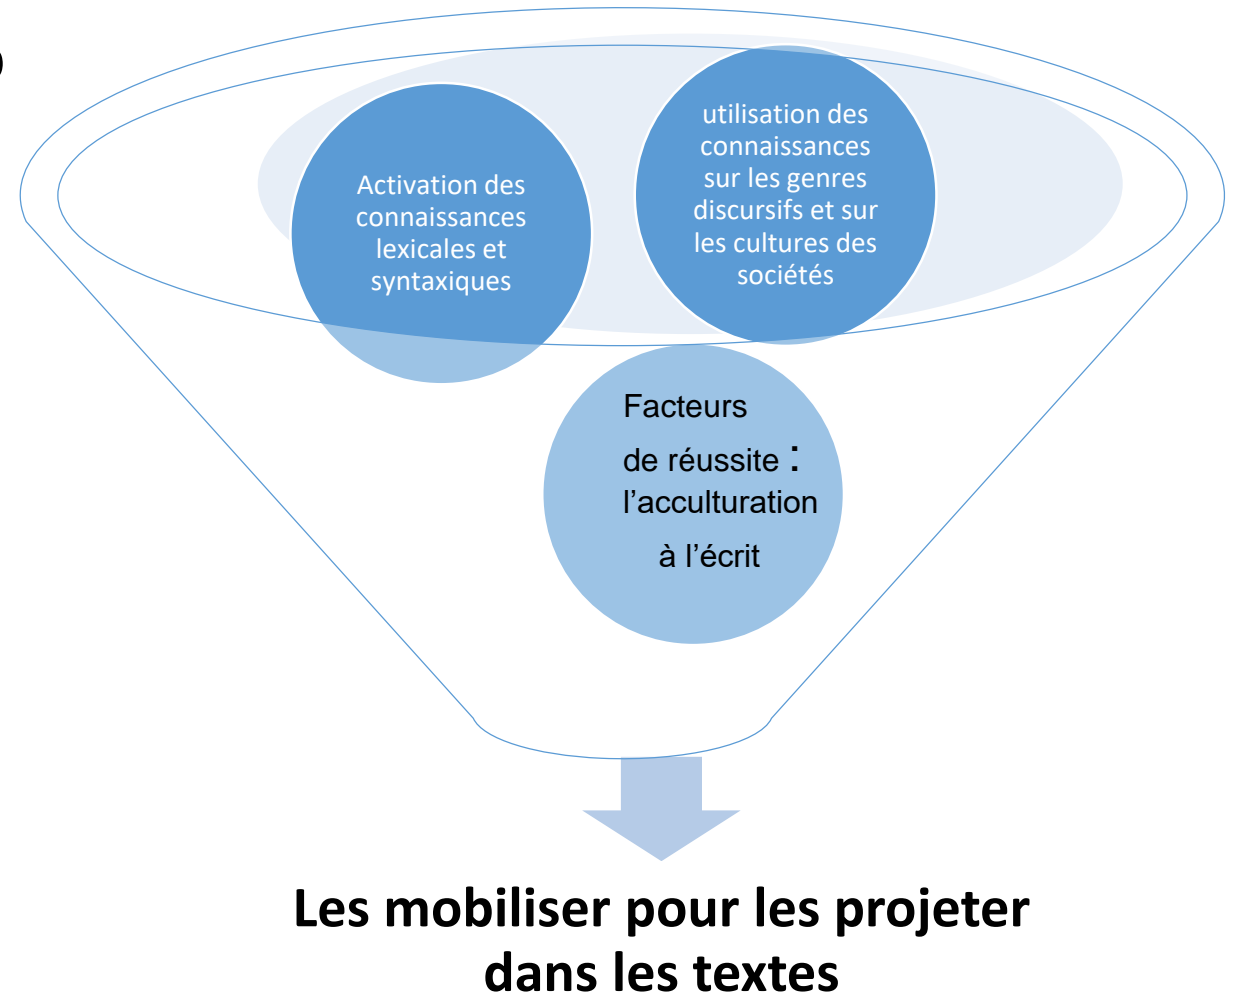 Activation des
connaissances
lexicales et
syntaxiques
utilisation des
connaissances
sur les genres
discursifs et sur
les cultures des
sociétés
Facteurs
de réussite :
l’acculturation
à l’écrit
Les mobiliser pour les projeter
dans les textes